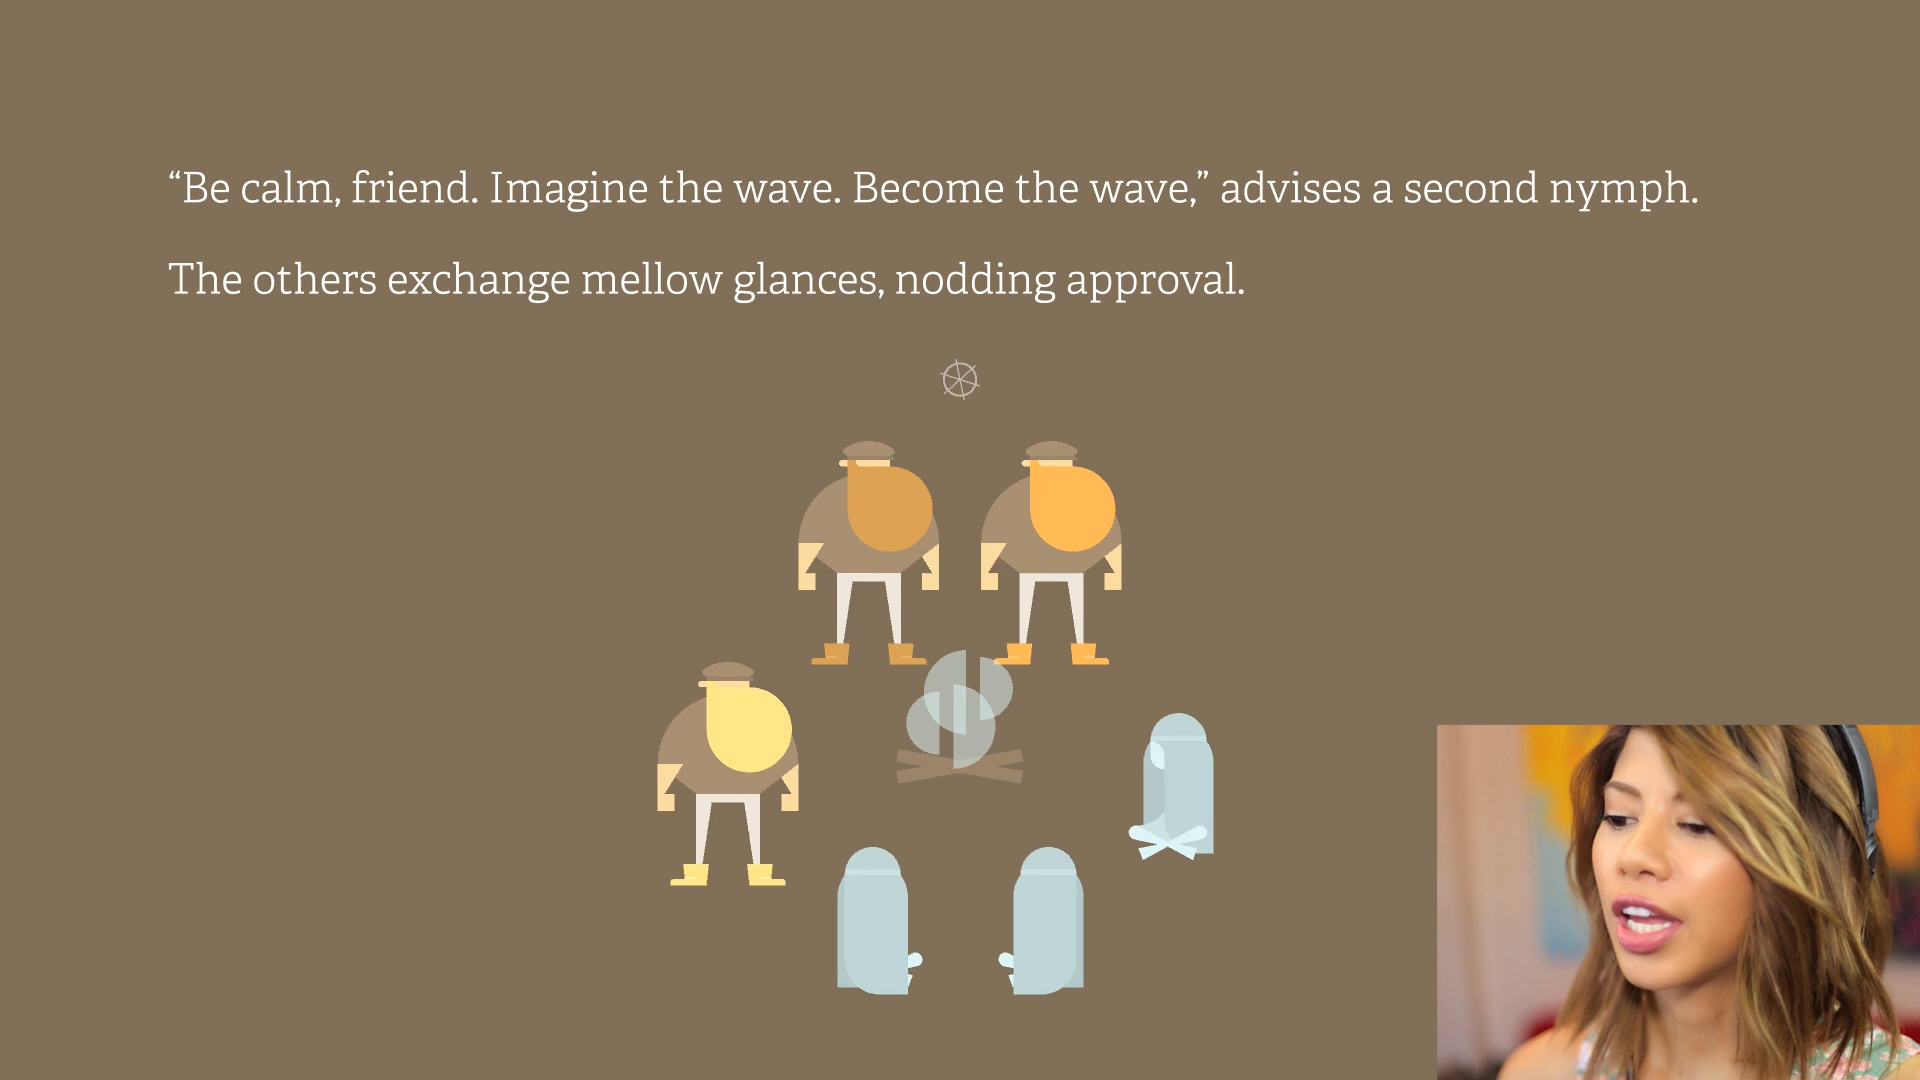 “Be calm, friend. Imagine the wave. Become the wave,” advises a second nymph.
The others exchange mellow glances, nodding approval.